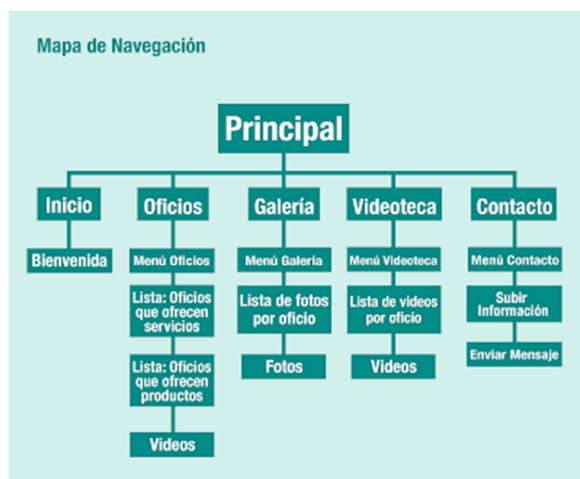 Mapa de Navegación
Principal
Inicio
Oficios
Galería
Videoteca
Contacto
Bienvenida
Menú Oficios
Menú Galería
Menú Videoteca
Menú Contacto
Lista: Oficios
que ofrecen
servicios
Lista de fotos
por oficio
Lista de videos
por oficio
Subir
Información
Lista: Oficios
que ofrecen
productos
Fotos
Videos
Enviar Mensaje
Videos